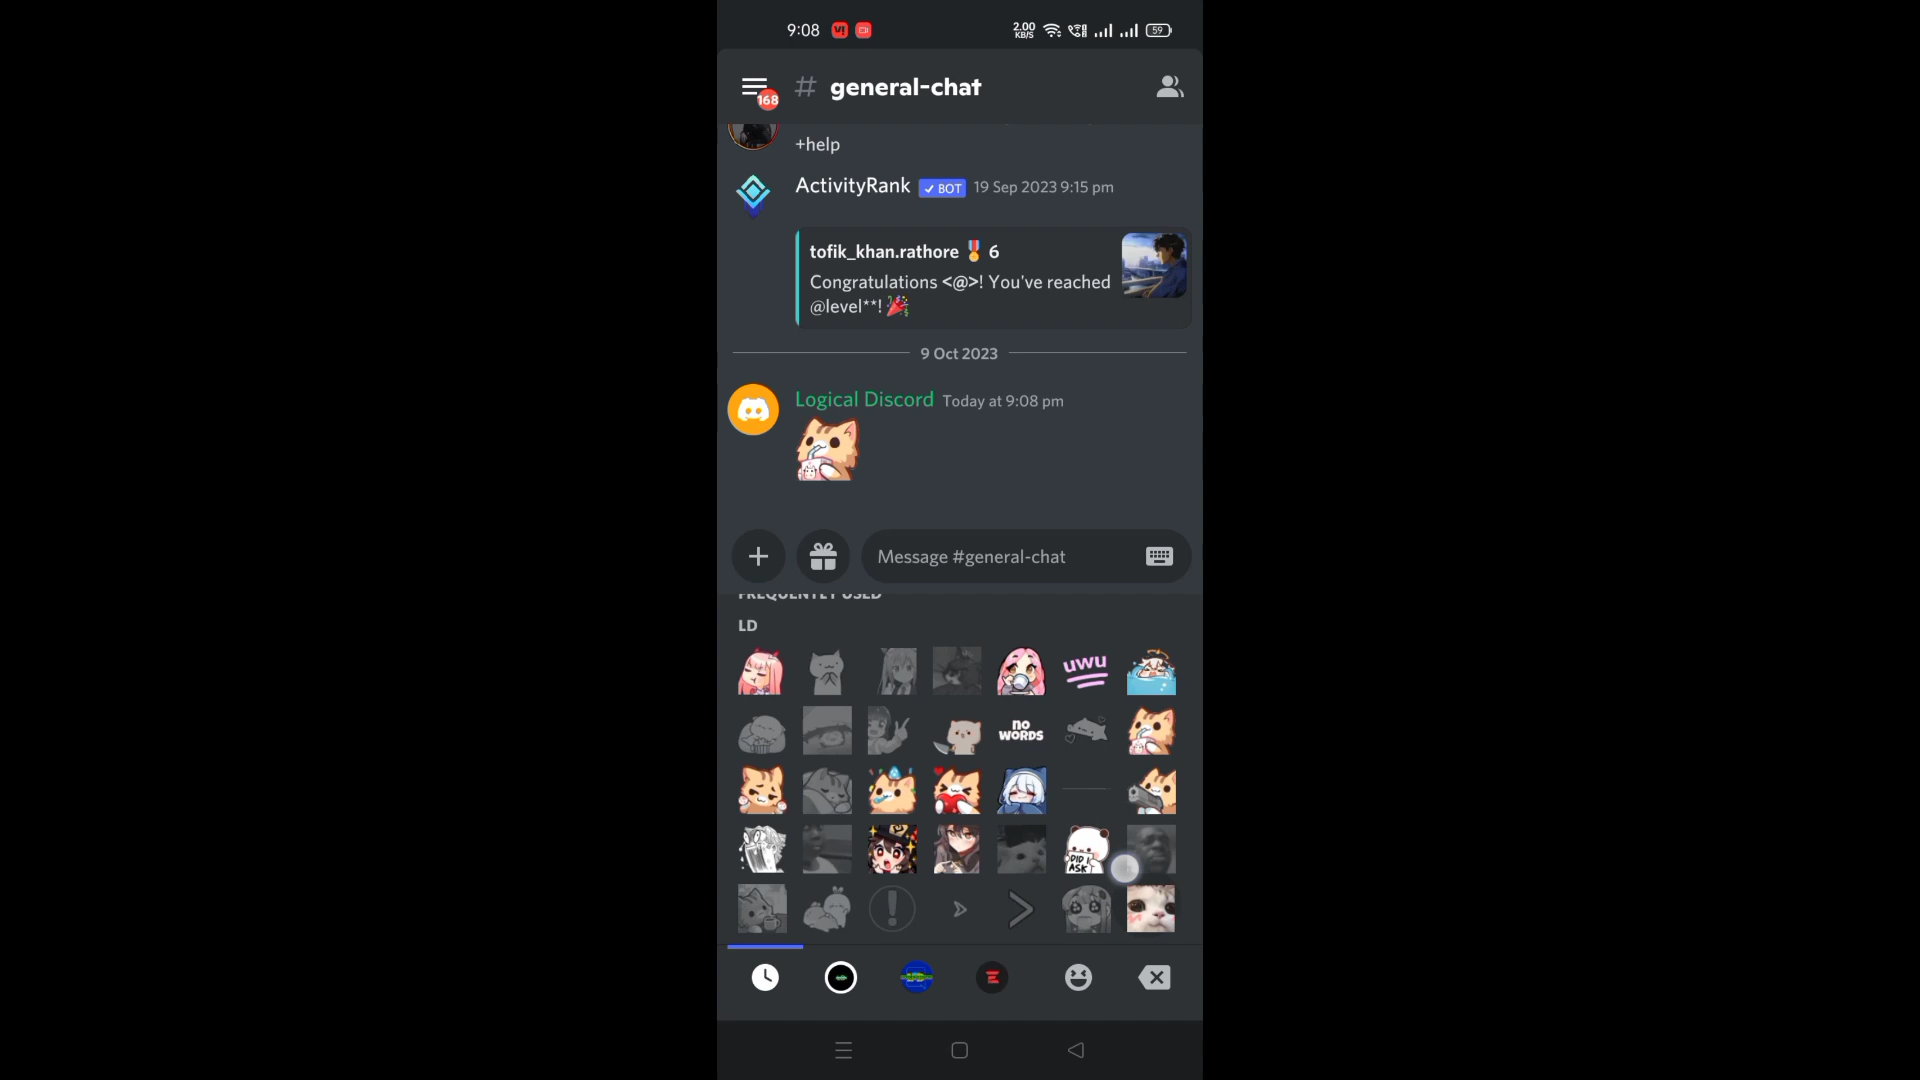 9:08
2.00
KB/S
59
168
# general-chat
+help
ActivityRank ✓ BOT 19 Sep 2023 9:15 pm
tofik_khan.rathore 🏅 6
Congratulations <@>! You've reached
@level**! 🎉
9 Oct 2023
Logical Discord Today at 9:08 pm
Message #general-chat
FREQUENTLY USED
LD
uwu
NO
WORDS
DID I
ASK